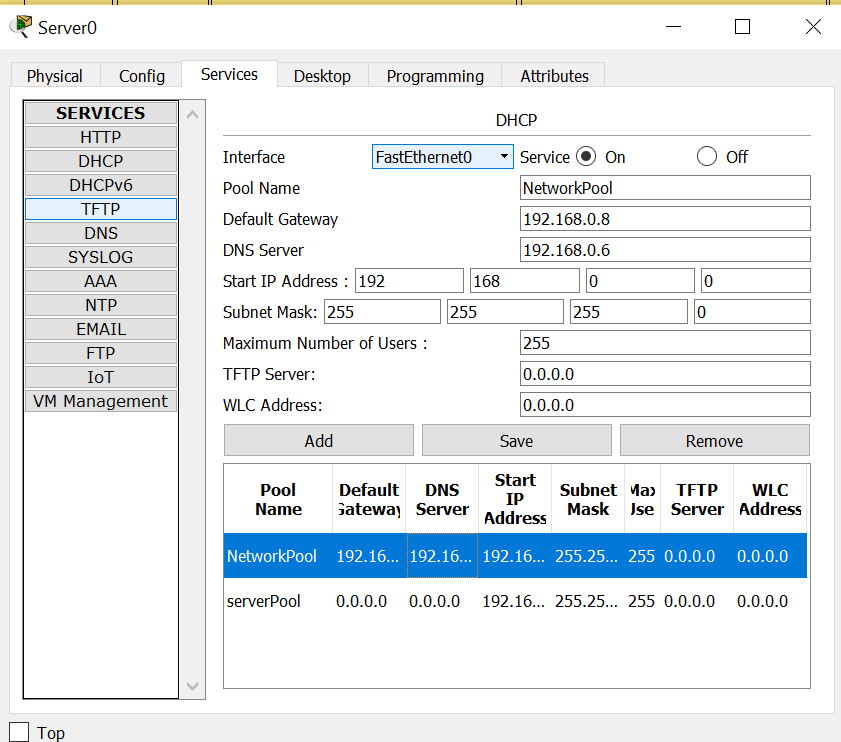 Server0
Physical Config Services Desktop Programming Attributes
SERVICES
HTTP
DHCP
DHCPv6
TFTP
DNS
SYSLOG
AAA
NTP
EMAIL
FTP
IoT
VM Management
DHCP
Interface FastEthernet0 Service On Off
Pool Name NetworkPool
Default Gateway 192.168.0.8
DNS Server 192.168.0.6
Start IP Address : 192 168 0 0
Subnet Mask: 255 255 255 0
Maximum Number of Users : 255
TFTP Server: 0.0.0.0
WLC Address: 0.0.0.0
Add Save Remove
Pool Name Default Gateway DNS Server Start IP Address Subnet Mask Max Use TFTP Server WLC Address
NetworkPool 192.16... 192.16... 192.16... 255.25... 255 0.0.0.0 0.0.0.0
serverPool 0.0.0.0 0.0.0.0 192.16... 255.25... 255 0.0.0.0 0.0.0.0
Top